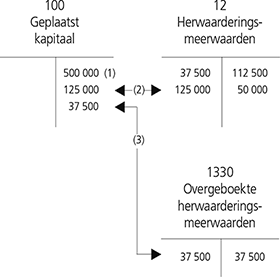 100
Geplaatst
kapitaal
500 000 (1)
125 000
37 500
12
Herwaarderings-
meerwaarden
37 500 112 500
125 000 50 000
(2)
(3)
1330
Overgeboekte
herwaarderings-
meerwaarden
37 500 37 500